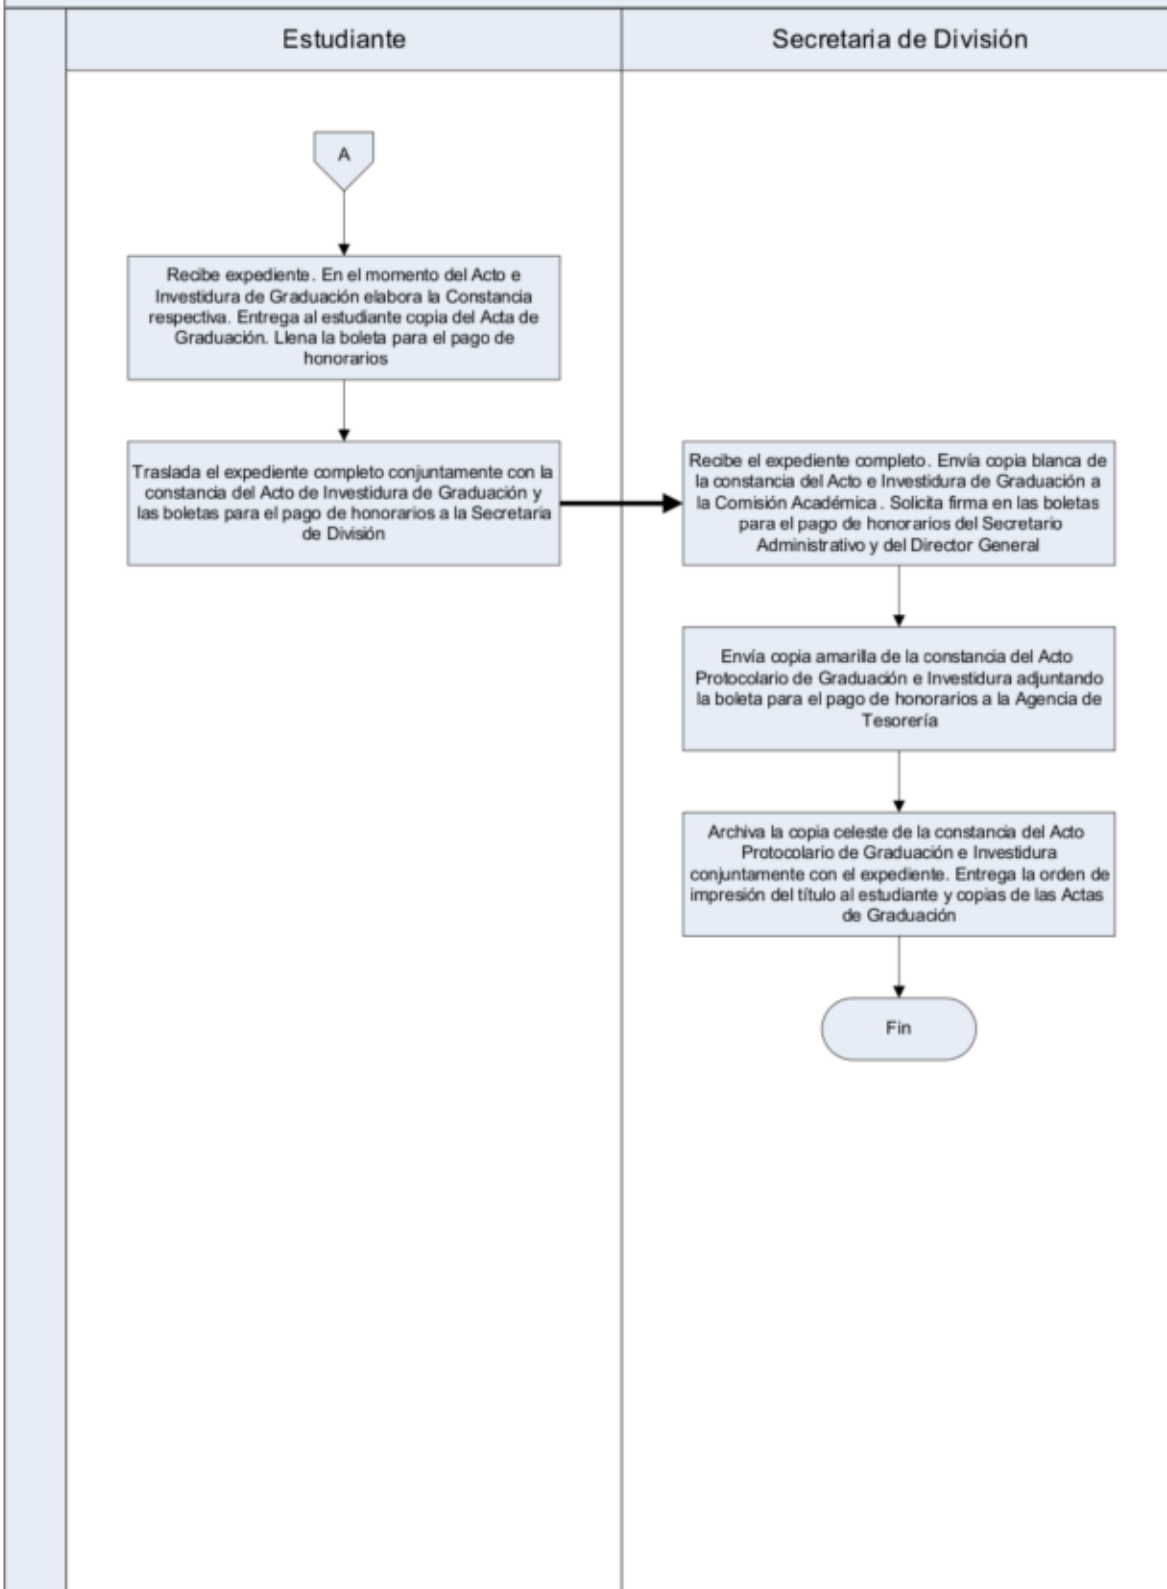 Estudiante
Secretaria de División
A
Recibe expediente. En el momento del Acto e
Investidura de Graduación elabora la Constancia
respectiva. Entrega al estudiante copia del Acta de
Graduación. Llena la boleta para el pago de
honorarios
Traslada el expediente completo conjuntamente con la
constancia del Acto de Investidura de Graduación y
las boletas para el pago de honorarios a la Secretaria
de División
Recibe el expediente completo. Envía copia blanca de
la constancia del Acto e Investidura de Graduación a
la Comisión Académica. Solicita firma en las boletas
para el pago de honorarios del Secretario
Administrativo y del Director General
Envía copia amarilla de la constancia del Acto
Protocolario de Graduación e Investidura adjuntando
la boleta para el pago de honorarios a la Agencia de
Tesorería
Archiva la copia celeste de la constancia del Acto
Protocolario de Graduación e Investidura
conjuntamente con el expediente. Entrega la orden de
impresión del título al estudiante y copias de las Actas
de Graduación
Fin